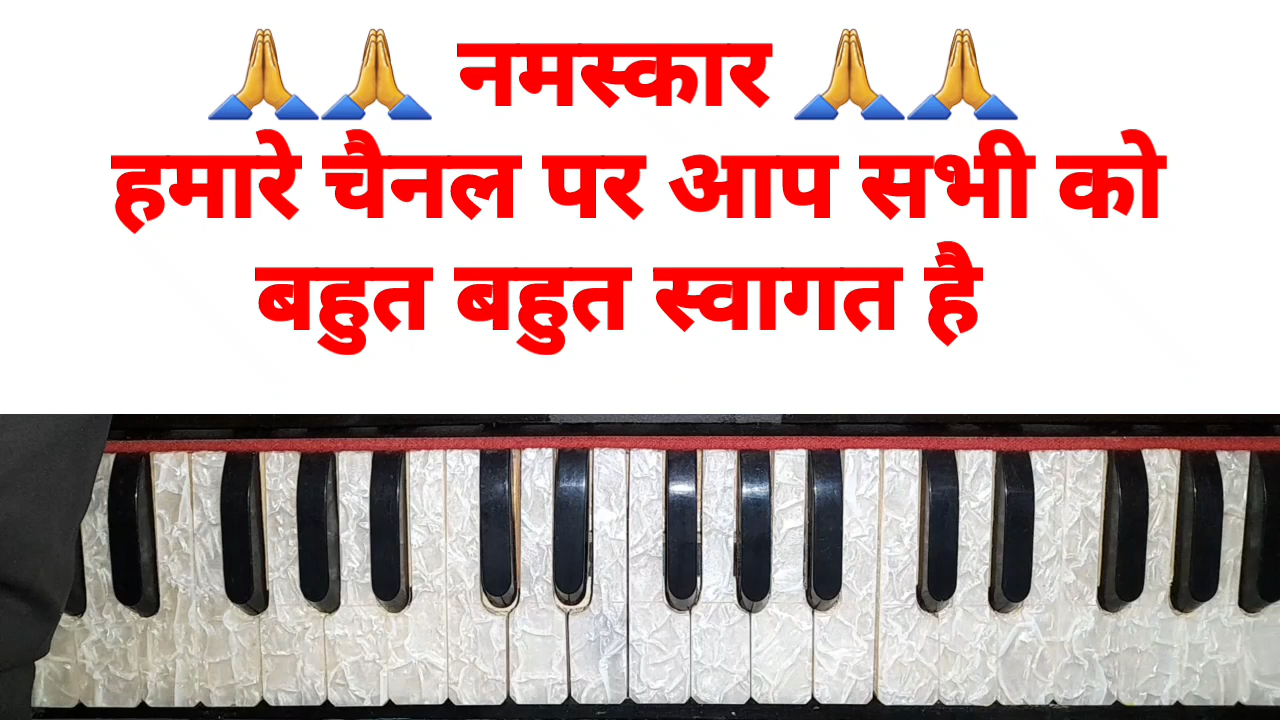 🙏🙏 नमस्कार 🙏🙏
हमारे चैनल पर आप सभी को
बहुत बहुत स्वागत है